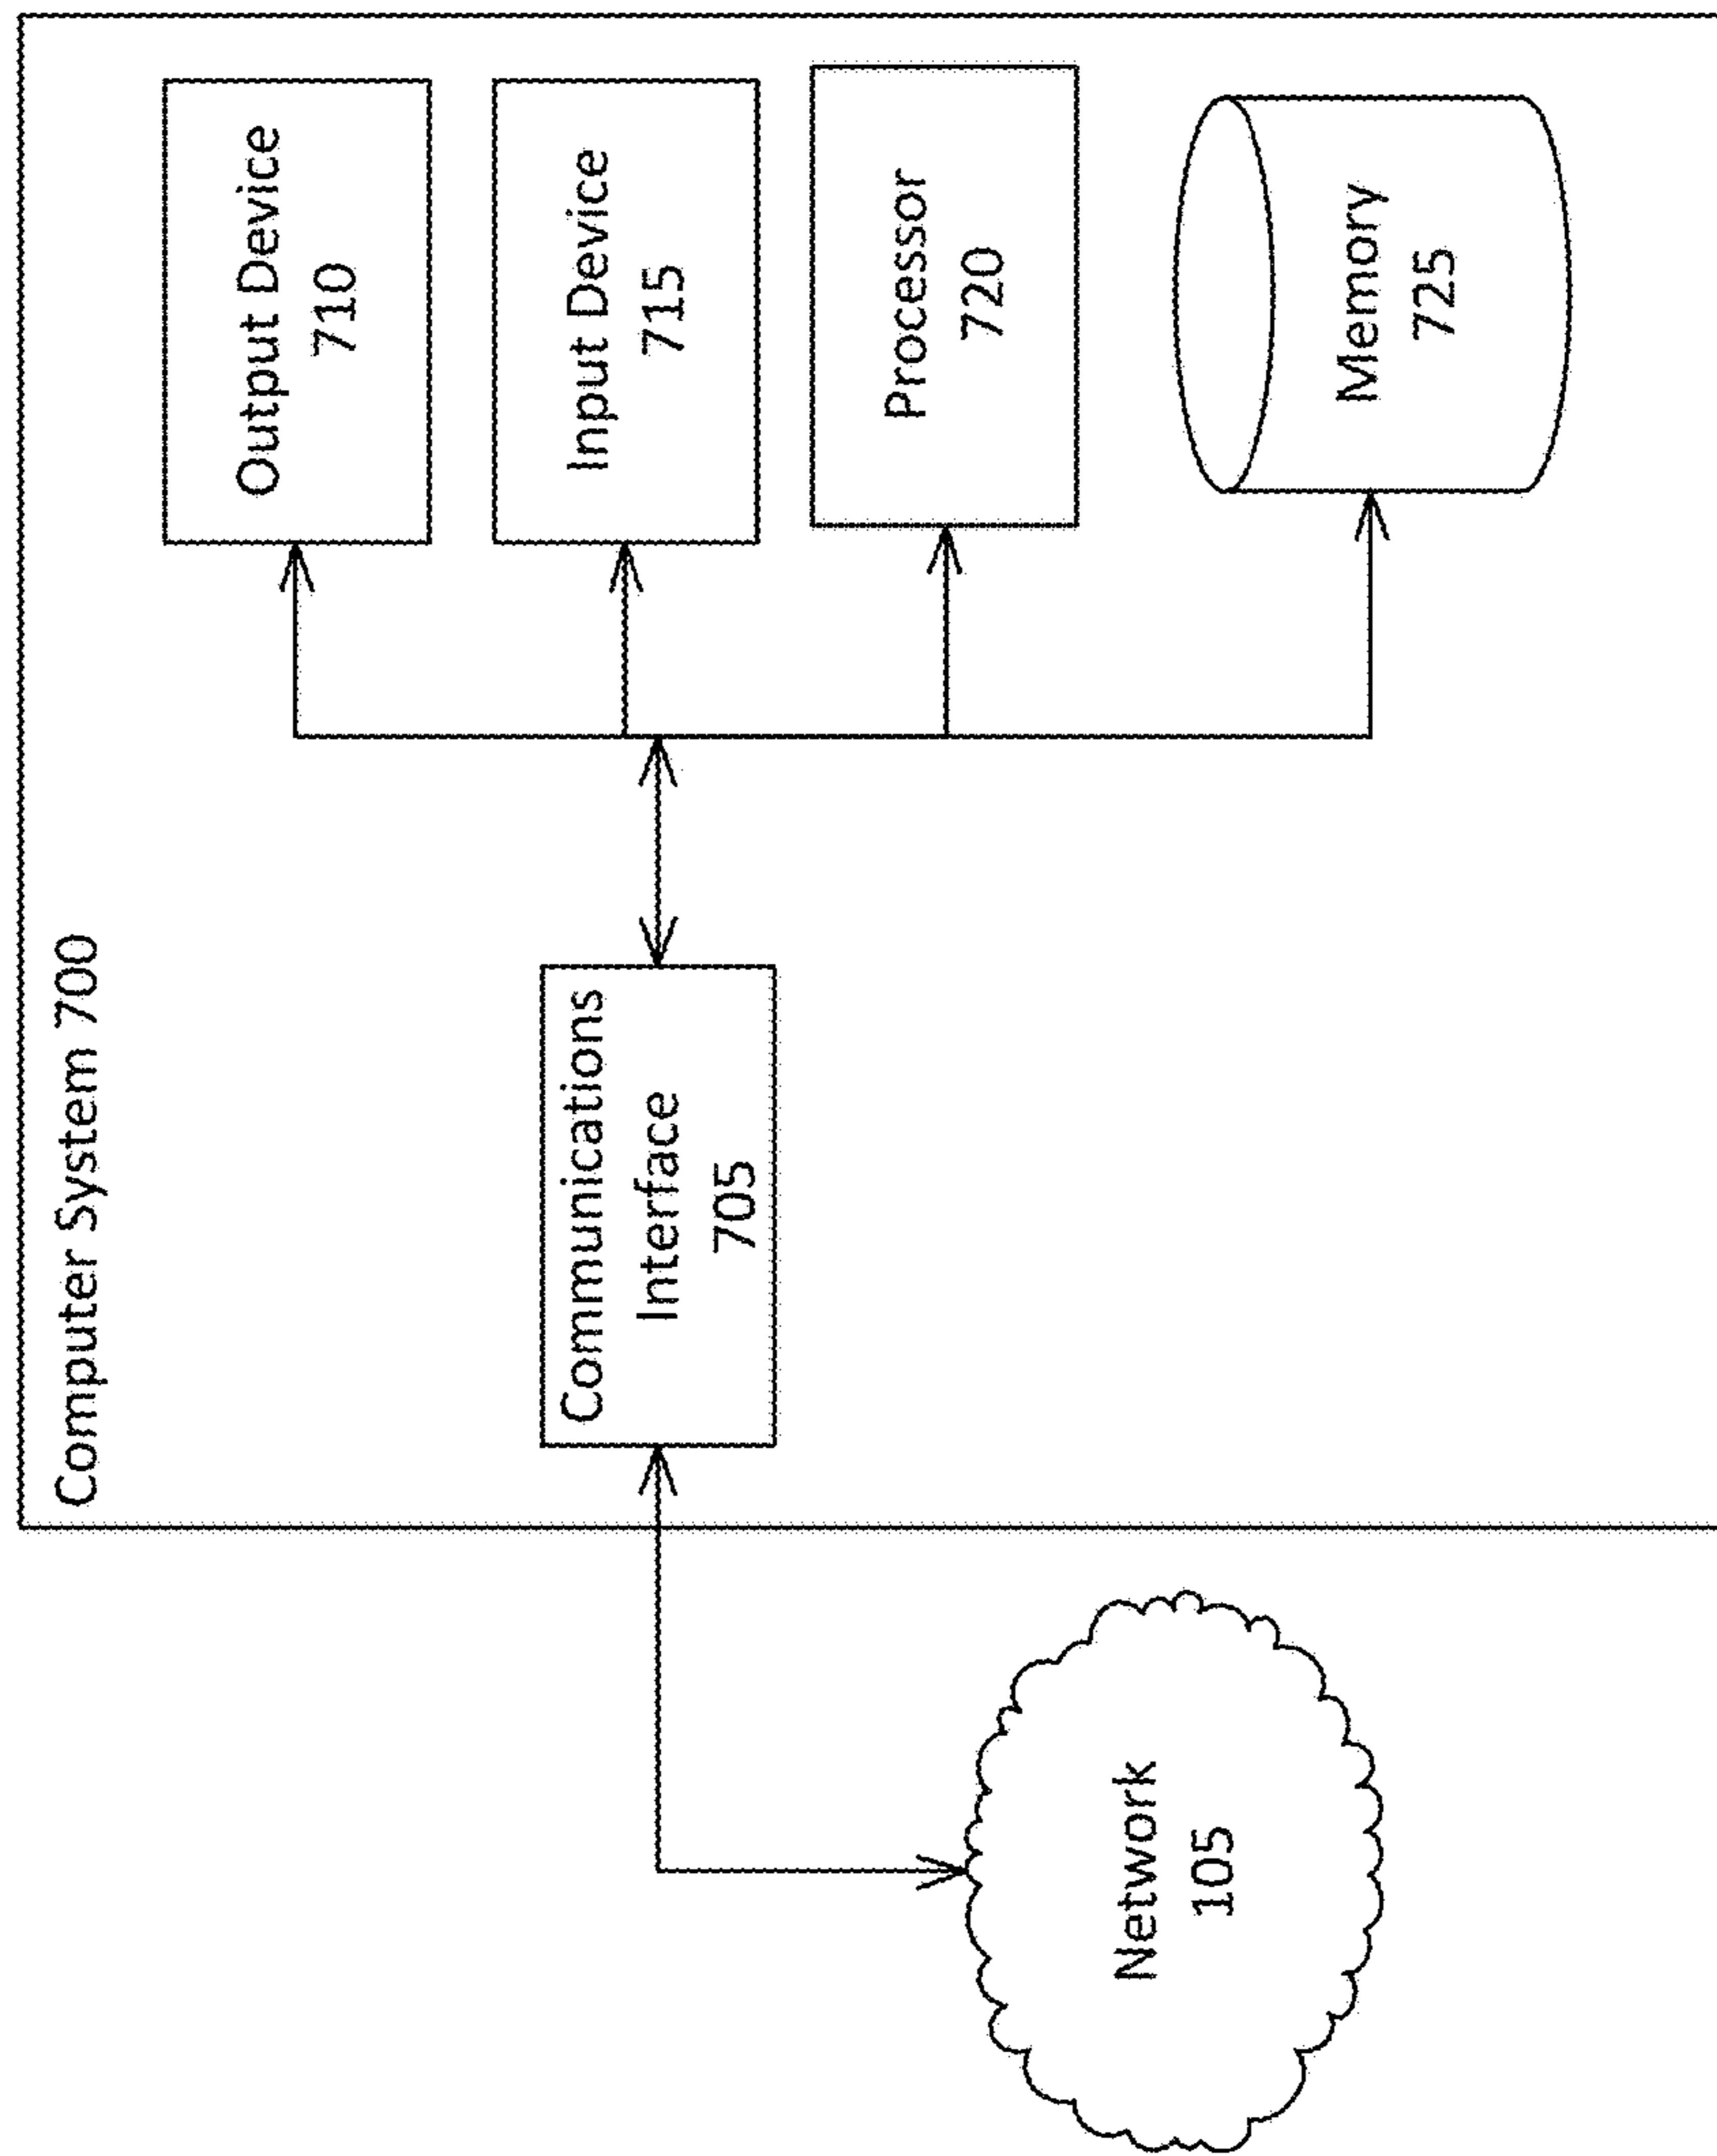 Computer System 700
Output Device
710
Input Device
715
Communications
Interface
705
Processor
720
Network
105
Memory
725